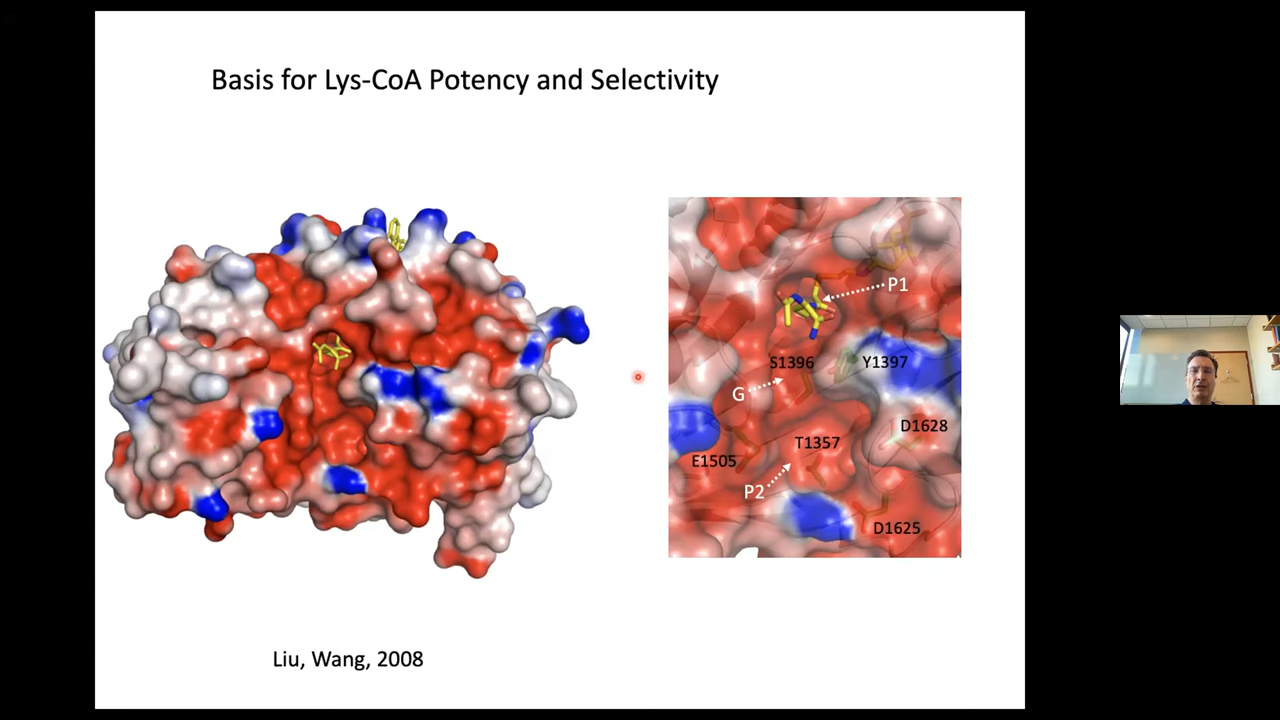 Basis for Lys-CoA Potency and Selectivity
P1
S1396
Y1397
G
D1628
T1357
E1505
P2
D1625
Liu, Wang, 2008